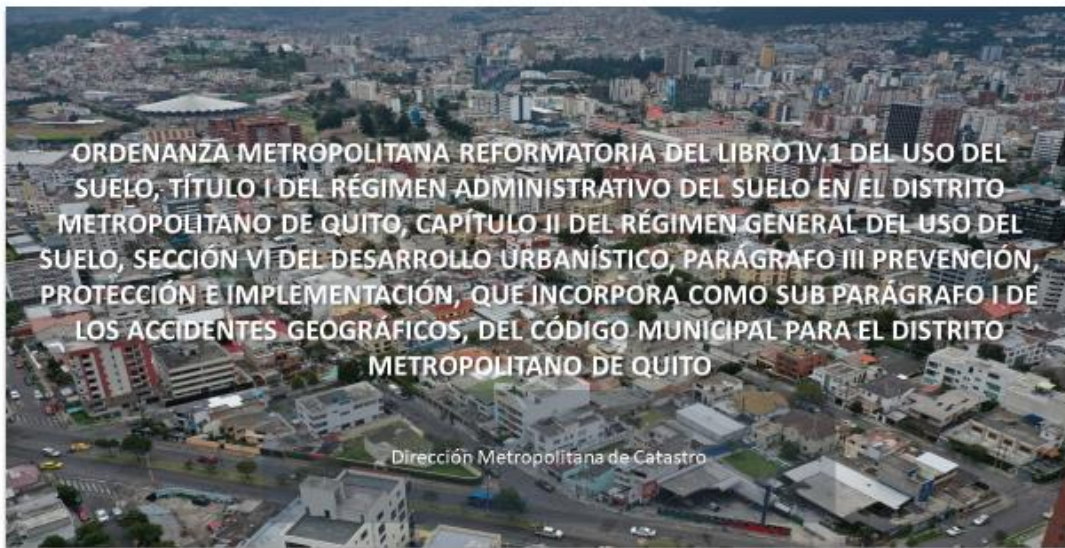 ORDENANZA METROPOLITANA REFORMATORIA DEL LIBRO IV.1 DEL USO DEL
SUELO, TÍTULO I DEL RÉGIMEN ADMINISTRATIVO DEL SUELO EN EL DISTRITO
METROPOLITANO DE QUITO, CAPÍTULO II DEL RÉGIMEN GENERAL DEL USO DEL
SUELO, SECCIÓN VI DEL DESARROLLO URBANÍSTICO, PARÁGRAFO III PREVENCIÓN,
PROTECCIÓN E IMPLEMENTACIÓN, QUE INCORPORA COMO SUB PARÁGRAFO I DE
LOS ACCIDENTES GEOGRÁFICOS, DEL CÓDIGO MUNICIPAL PARA EL DISTRITO
METROPOLITANO DE QUITO
Dirección Metropolitana de Catastro